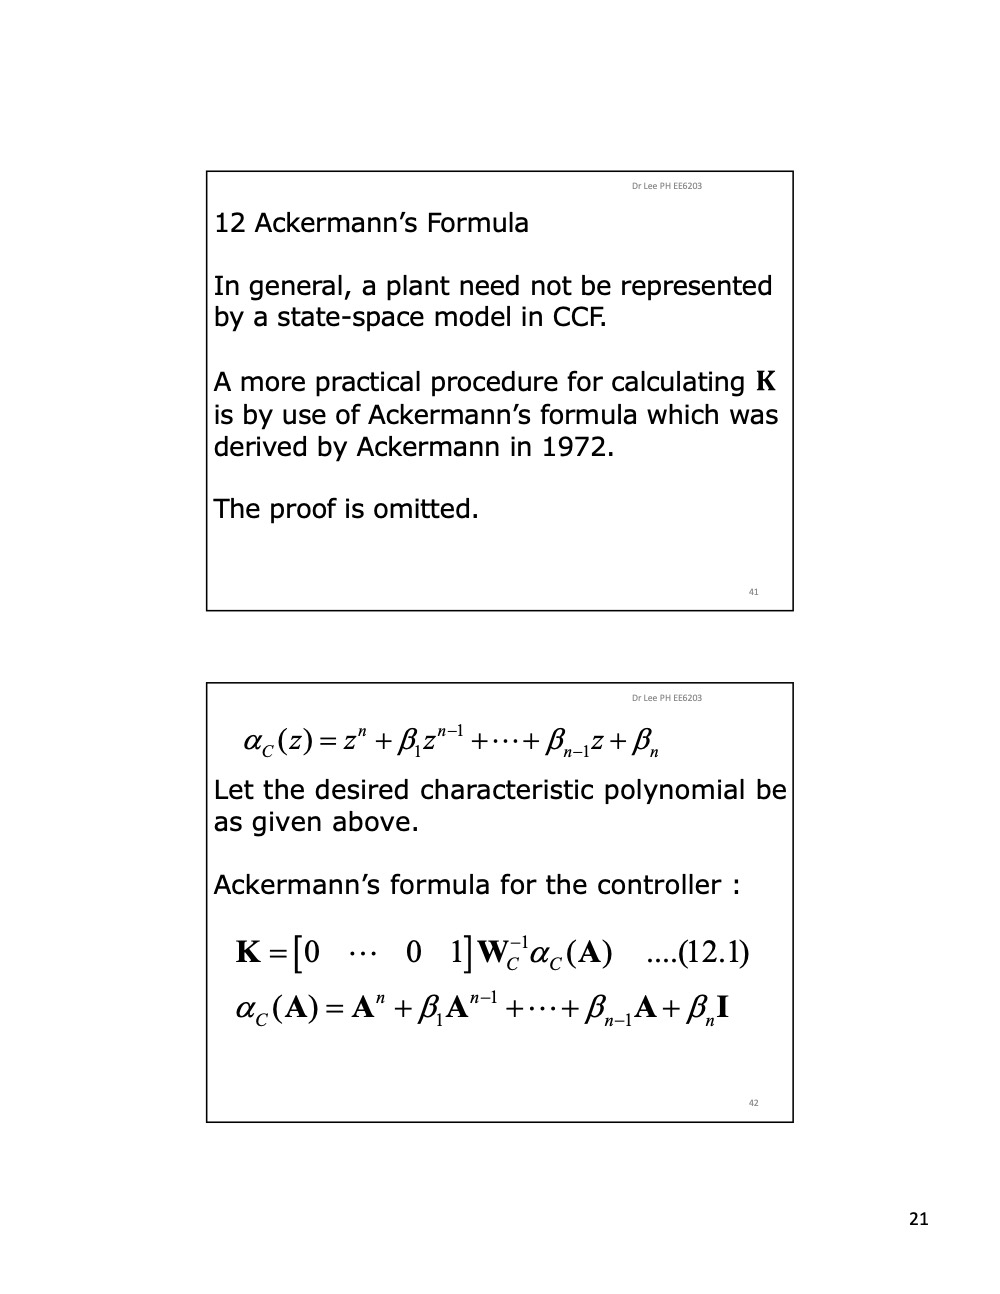 Dr Lee PH EE6203
12 Ackermann’s Formula
In general, a plant need not be represented
by a state-space model in CCF.
A more practical procedure for calculating K
is by use of Ackermann’s formula which was
derived by Ackermann in 1972.
The proof is omitted.
41
Dr Lee PH EE6203
α_C(z) = z^n + β_1 z^{n−1} + ⋯ + β_{n−1} z + β_n
Let the desired characteristic polynomial be
as given above.
Ackermann’s formula for the controller :
K = [0 ⋯ 0 1] W_C^{−1} α_C(A) ....(12.1)
α_C(A) = A^n + β_1 A^{n−1} + ⋯ + β_{n−1} A + β_n I
42
21